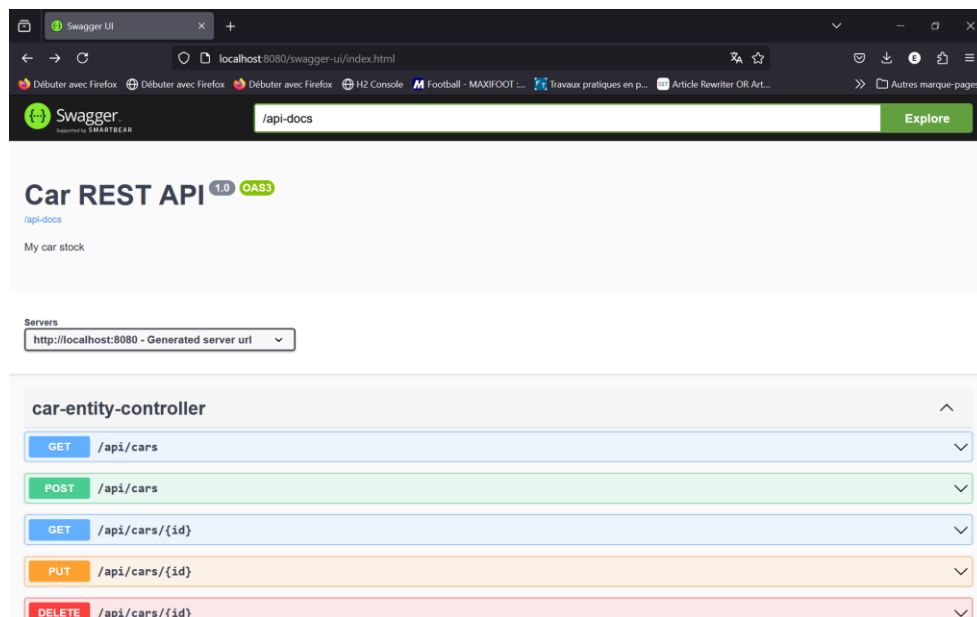 Swagger UI
localhost:8080/swagger-ui/index.html
Débuter avec Firefox Débuter avec Firefox Débuter avec Firefox H2 Console Football - MAXIFOOT :... Travaux pratiques en p... Article Rewriter OR Art... Autres marque-pages
Swagger.
Supported by SMARTBEAR
/api-docs
Explore
Car REST API 1.0 OAS3
/api-docs
My car stock
Servers
http://localhost:8080 - Generated server url
car-entity-controller
GET /api/cars
POST /api/cars
GET /api/cars/{id}
PUT /api/cars/{id}
DELETE /api/cars/{id}